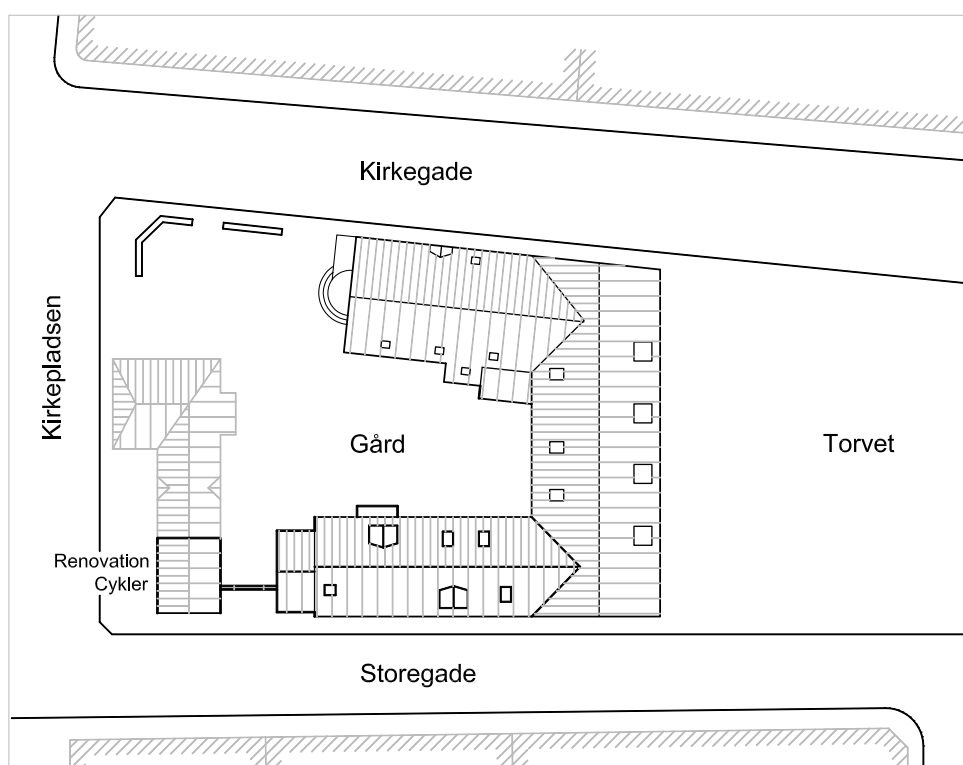 Kirkegade
Kirkepladsen
Gård
Torvet
Renovation
Cykler
Storegade